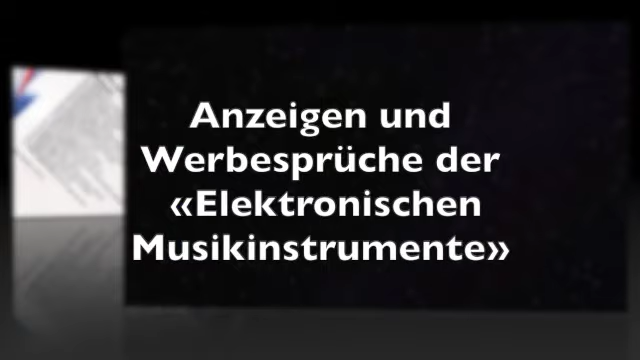 Anzeigen und
Werbesprüche der
«Elektronischen
Musikinstrumente»